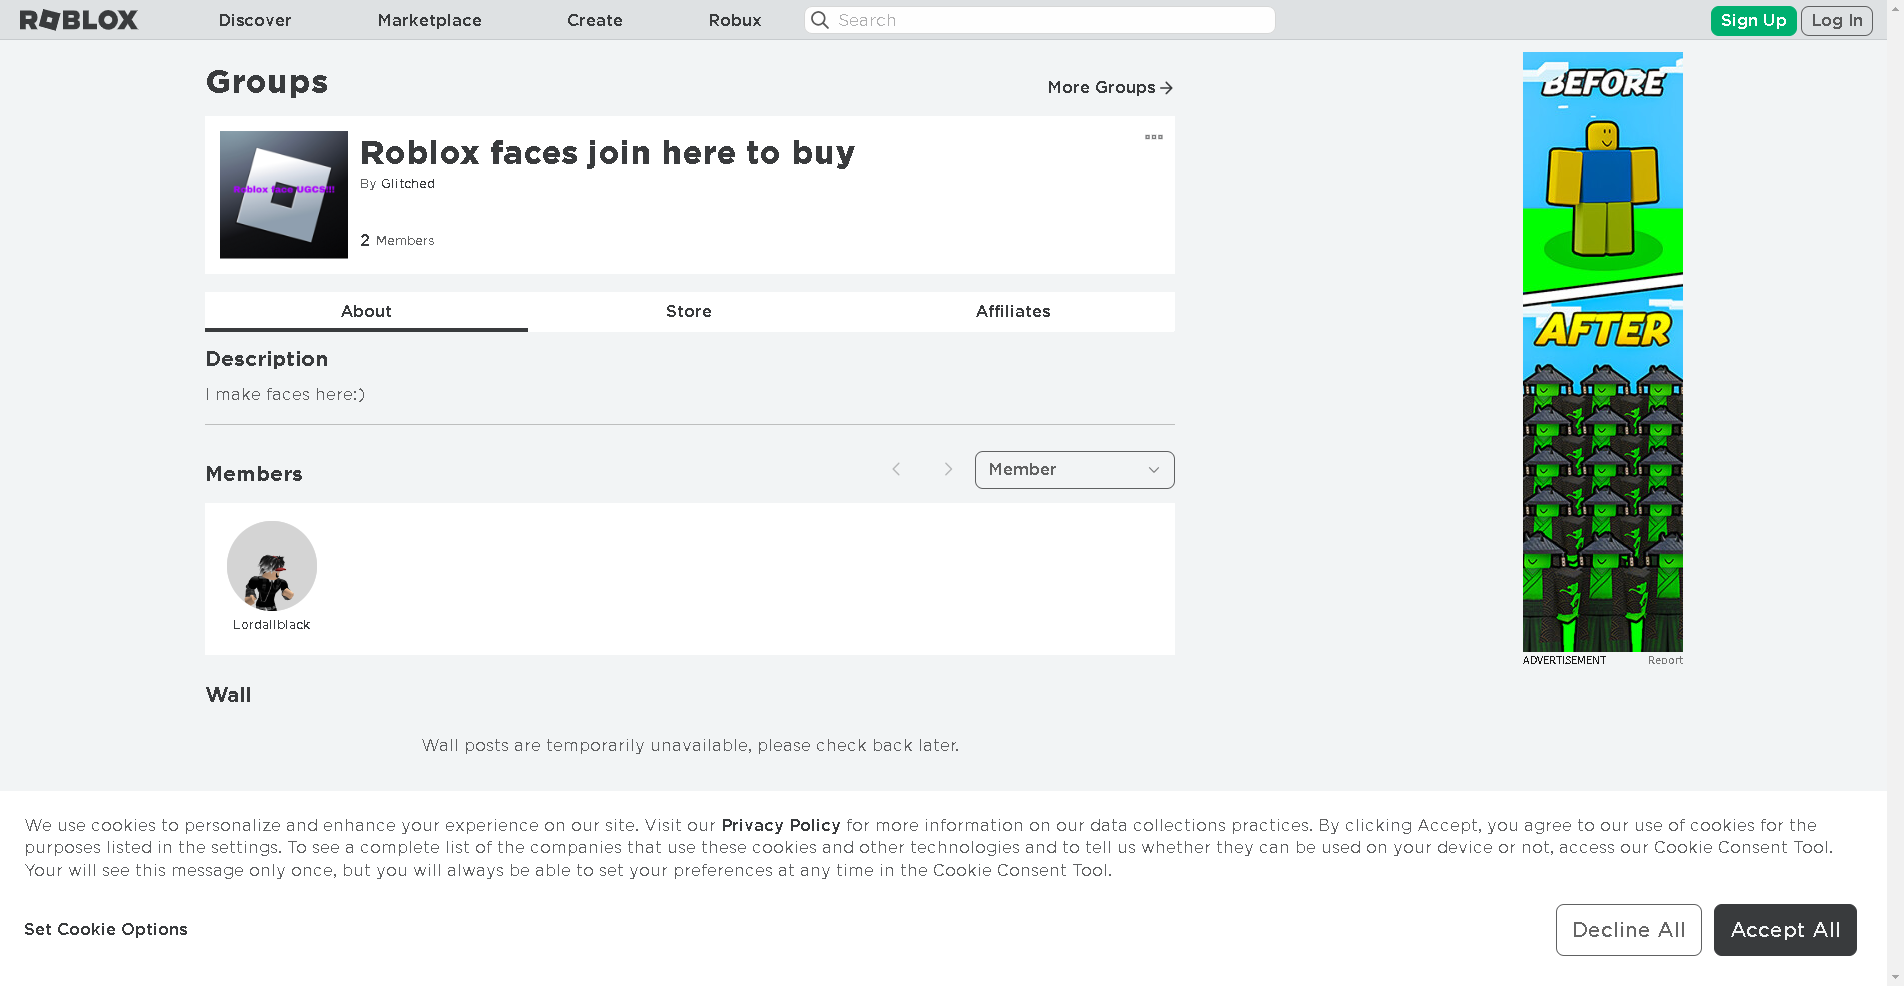 ROBLOX
Discover
Marketplace
Create
Robux
Search
Sign Up
Log In
Groups
More Groups
Roblox faces join here to buy
By Glitched
2 Members
Roblox face UGCS!!!
About
Store
Affiliates
Description
I make faces here:)
Members
Member
Lordallblack
Wall
Wall posts are temporarily unavailable, please check back later.
BEFORE
AFTER
ADVERTISEMENT
Report
We use cookies to personalize and enhance your experience on our site. Visit our Privacy Policy for more information on our data collections practices. By clicking Accept, you agree to our use of cookies for the
purposes listed in the settings. To see a complete list of the companies that use these cookies and other technologies and to tell us whether they can be used on your device or not, access our Cookie Consent Tool.
Your will see this message only once, but you will always be able to set your preferences at any time in the Cookie Consent Tool.
Set Cookie Options
Decline All
Accept All